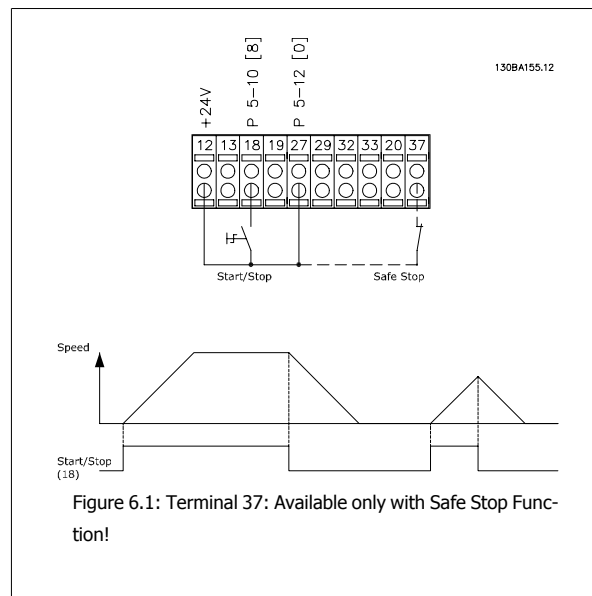 130BA155.12
+24V
P 5-10 [8]
P 5-12 [0]
12 13 18 19 27 29 32 33 20 37
Start/Stop
Safe Stop
Speed
Start/Stop
(18)
Figure 6.1: Terminal 37: Available only with Safe Stop Func-
tion!